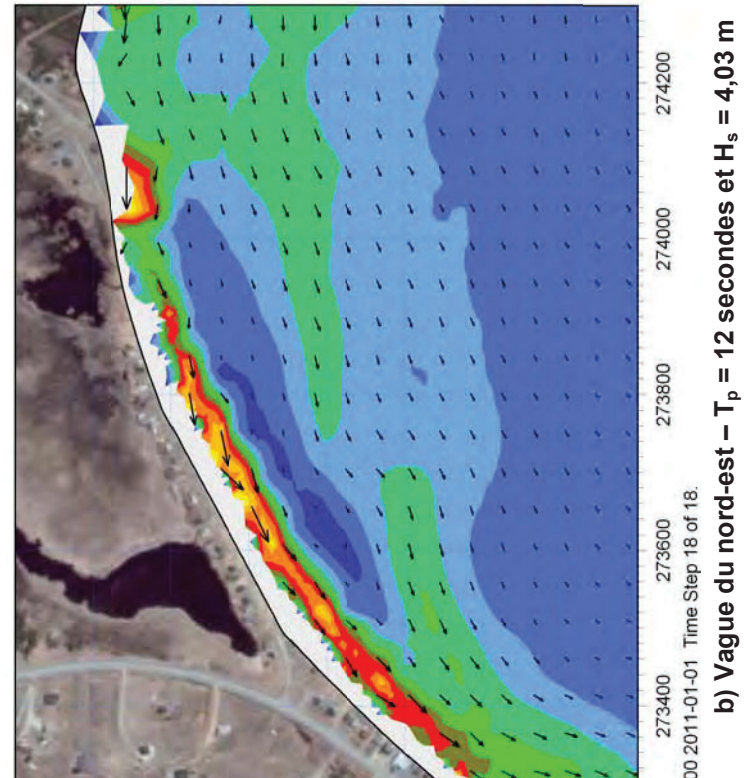 273400 273600 273800 274000 274200
00 2011-01-01 Time Step 18 of 18.
b) Vague du nord-est – Tp = 12 secondes et Hs = 4,03 m